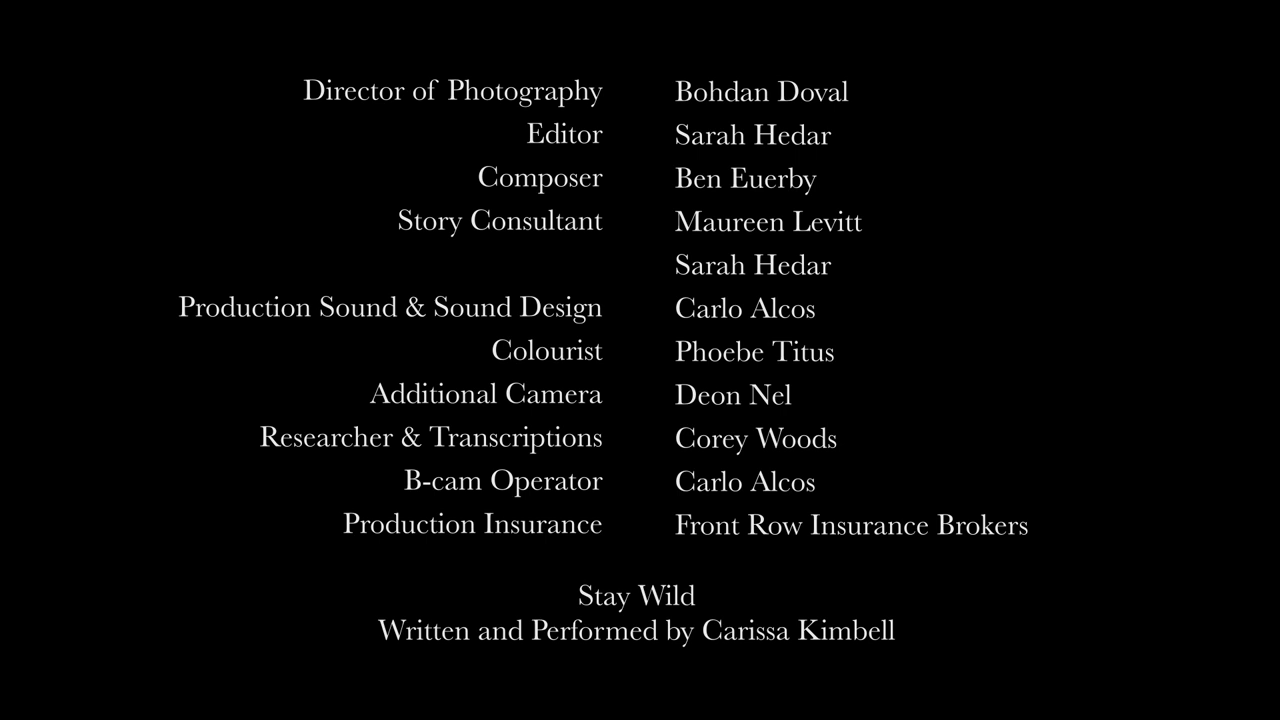 Director of Photography Bohdan Doval
Editor Sarah Hedar
Composer Ben Euerby
Story Consultant Maureen Levitt
Sarah Hedar
Production Sound & Sound Design Carlo Alcos
Colourist Phoebe Titus
Additional Camera Deon Nel
Researcher & Transcriptions Corey Woods
B-cam Operator Carlo Alcos
Production Insurance Front Row Insurance Brokers
Stay Wild
Written and Performed by Carissa Kimbell